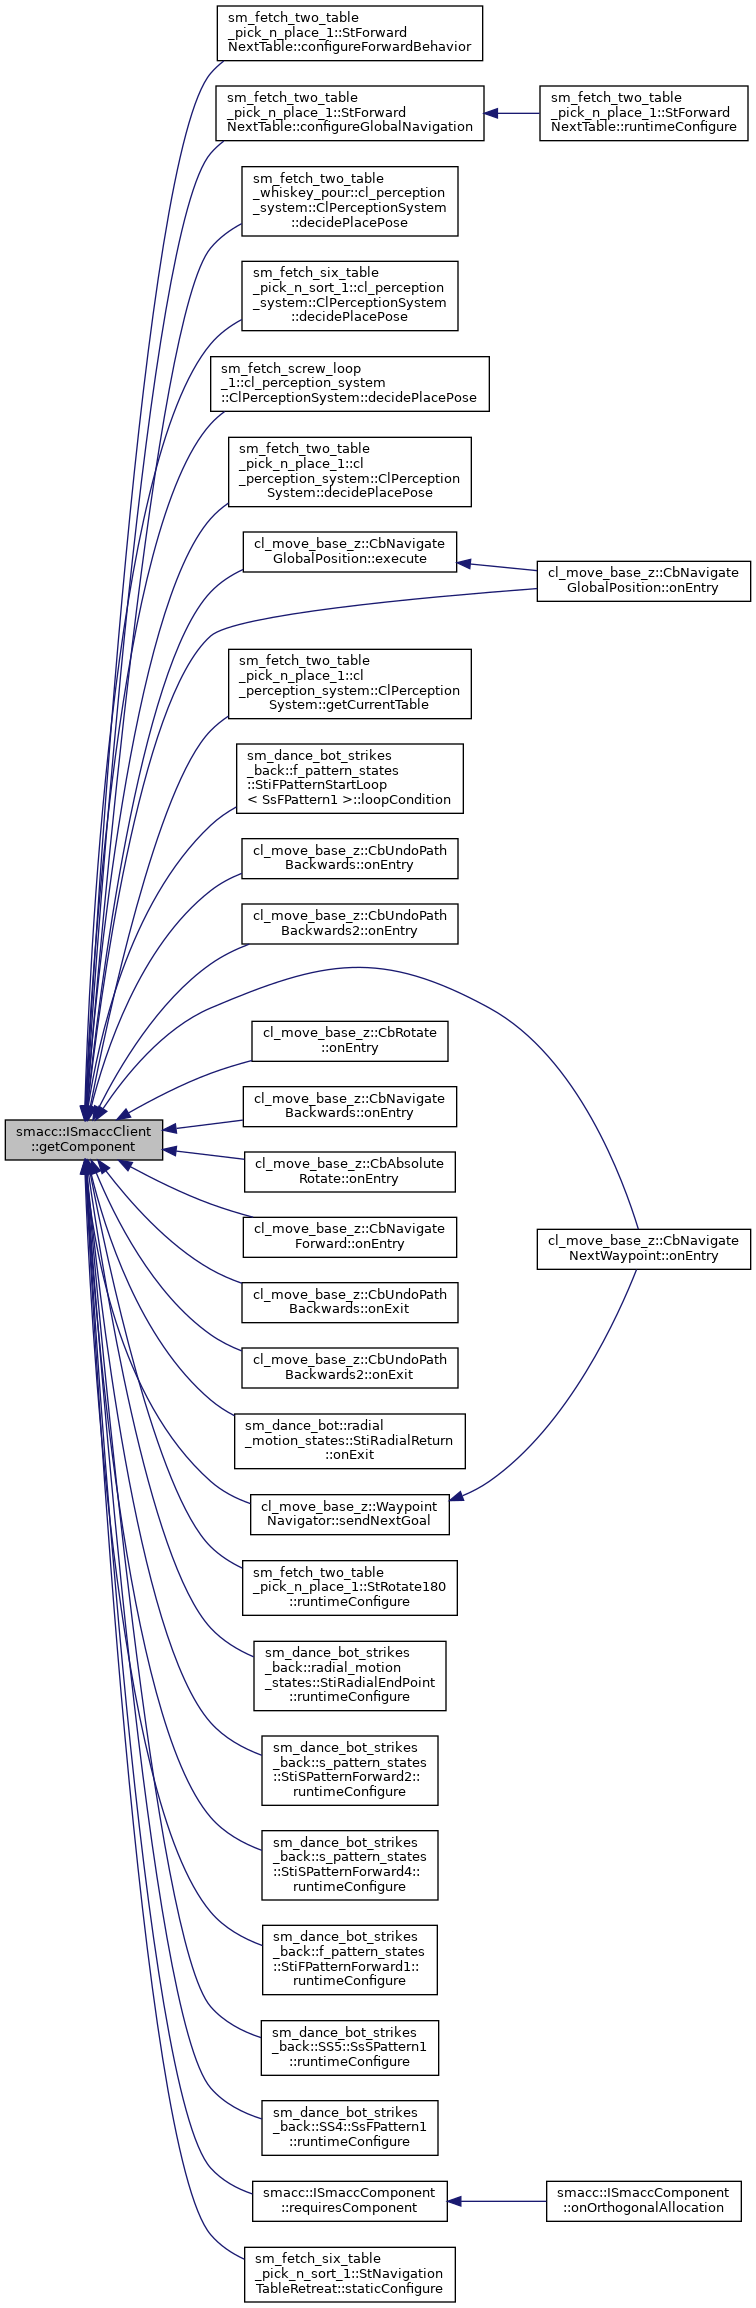 sm_fetch_two_table
_pick_n_place_1::StForward
NextTable::configureForwardBehavior
sm_fetch_two_table
_pick_n_place_1::StForward
NextTable::configureGlobalNavigation
sm_fetch_two_table
_pick_n_place_1::StForward
NextTable::runtimeConfigure
sm_fetch_two_table
_whiskey_pour::cl_perception
_system::ClPerceptionSystem
::decidePlacePose
sm_fetch_six_table
_pick_n_sort_1::cl_perception
_system::ClPerceptionSystem
::decidePlacePose
sm_fetch_screw_loop
_1::cl_perception_system
::ClPerceptionSystem::decidePlacePose
sm_fetch_two_table
_pick_n_place_1::cl
_perception_system::ClPerception
System::decidePlacePose
cl_move_base_z::CbNavigate
GlobalPosition::execute
cl_move_base_z::CbNavigate
GlobalPosition::onEntry
sm_fetch_two_table
_pick_n_place_1::cl
_perception_system::ClPerception
System::getCurrentTable
sm_dance_bot_strikes
_back::f_pattern_states
::StiFPatternStartLoop
< SsFPattern1 >::loopCondition
cl_move_base_z::CbUndoPath
Backwards::onEntry
cl_move_base_z::CbUndoPath
Backwards2::onEntry
cl_move_base_z::CbRotate
::onEntry
cl_move_base_z::CbNavigate
Backwards::onEntry
smacc::ISmaccClient
::getComponent
cl_move_base_z::CbAbsolute
Rotate::onEntry
cl_move_base_z::CbNavigate
Forward::onEntry
cl_move_base_z::CbNavigate
NextWaypoint::onEntry
cl_move_base_z::CbUndoPath
Backwards::onExit
cl_move_base_z::CbUndoPath
Backwards2::onExit
sm_dance_bot::radial
_motion_states::StiRadialReturn
::onExit
cl_move_base_z::Waypoint
Navigator::sendNextGoal
sm_fetch_two_table
_pick_n_place_1::StRotate180
::runtimeConfigure
sm_dance_bot_strikes
_back::radial_motion
_states::StiRadialEndPoint
::runtimeConfigure
sm_dance_bot_strikes
_back::s_pattern_states
::StiSPatternForward2::
runtimeConfigure
sm_dance_bot_strikes
_back::s_pattern_states
::StiSPatternForward4::
runtimeConfigure
sm_dance_bot_strikes
_back::f_pattern_states
::StiFPatternForward1::
runtimeConfigure
sm_dance_bot_strikes
_back::SS5::SsSPattern1
::runtimeConfigure
sm_dance_bot_strikes
_back::SS4::SsFPattern1
::runtimeConfigure
smacc::ISmaccComponent
::requiresComponent
smacc::ISmaccComponent
::onOrthogonalAllocation
sm_fetch_six_table
_pick_n_sort_1::StNavigation
TableRetreat::staticConfigure